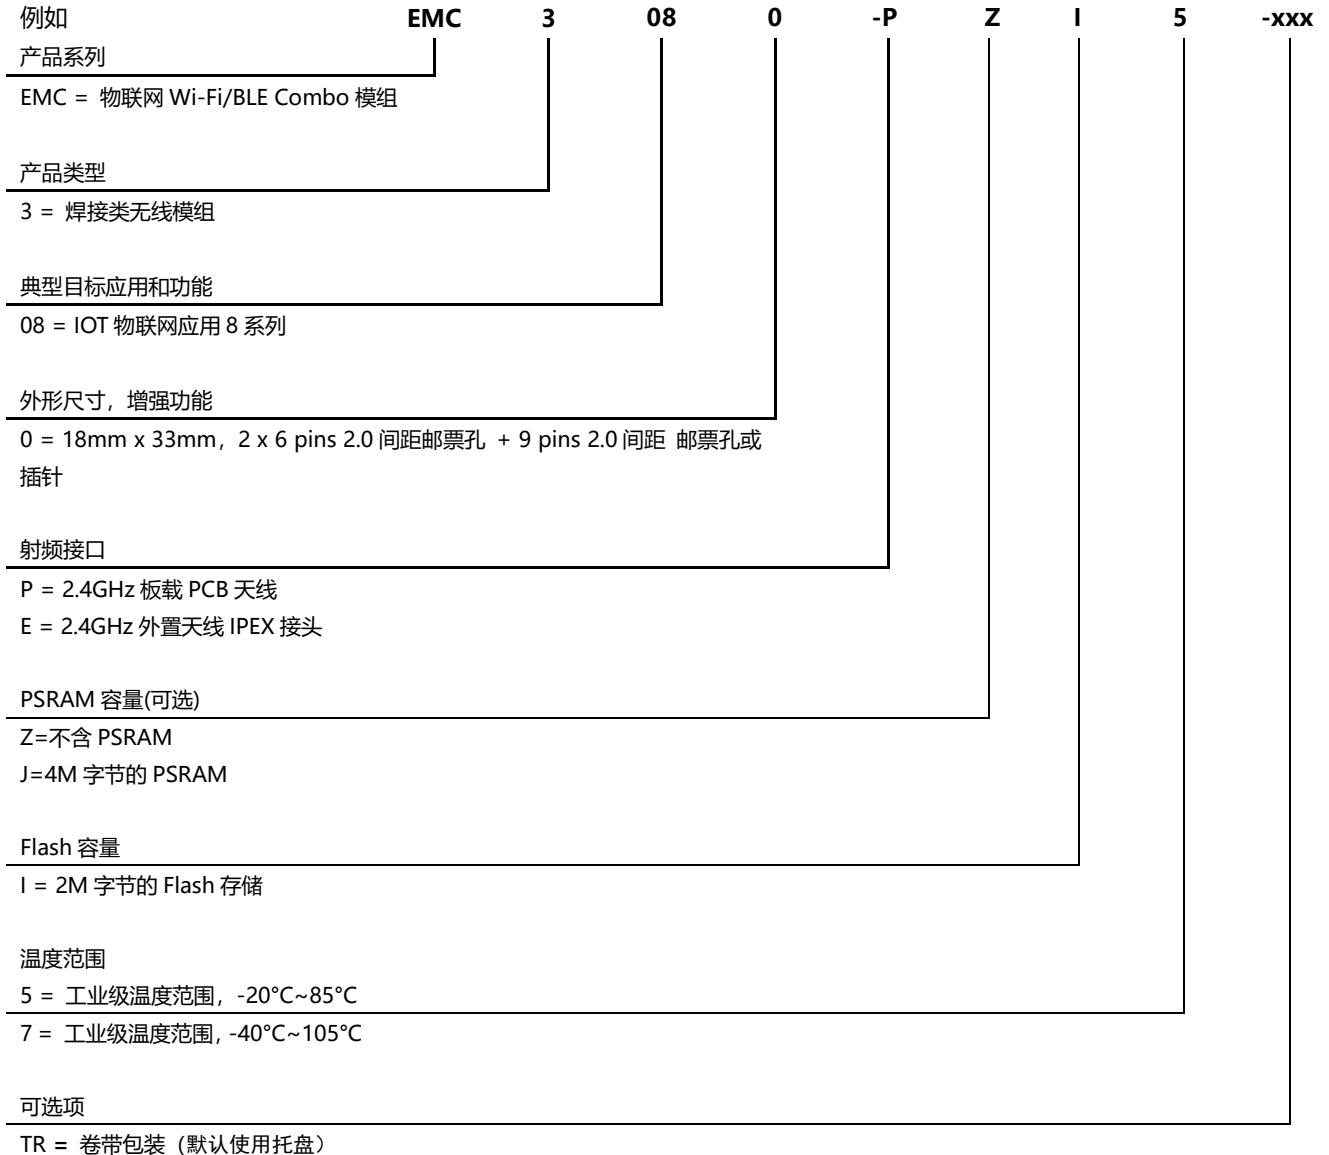 例如 EMC 3 08 0 -P Z I 5 -xxx
产品系列
EMC = 物联网 Wi-Fi/BLE Combo 模组
产品类型
3 = 焊接类无线模组
典型目标应用和功能
08 = IOT 物联网应用 8 系列
外形尺寸，增强功能
0 = 18mm x 33mm，2 x 6 pins 2.0 间距邮票孔 + 9 pins 2.0 间距 邮票孔或
插针
射频接口
P = 2.4GHz 板载 PCB 天线
E = 2.4GHz 外置天线 IPEX 接头
PSRAM 容量(可选)
Z=不含 PSRAM
J=4M 字节的 PSRAM
Flash 容量
I = 2M 字节的 Flash 存储
温度范围
5 = 工业级温度范围，-20°C~85°C
7 = 工业级温度范围，-40°C~105°C
可选项
TR = 卷带包装（默认使用托盘）